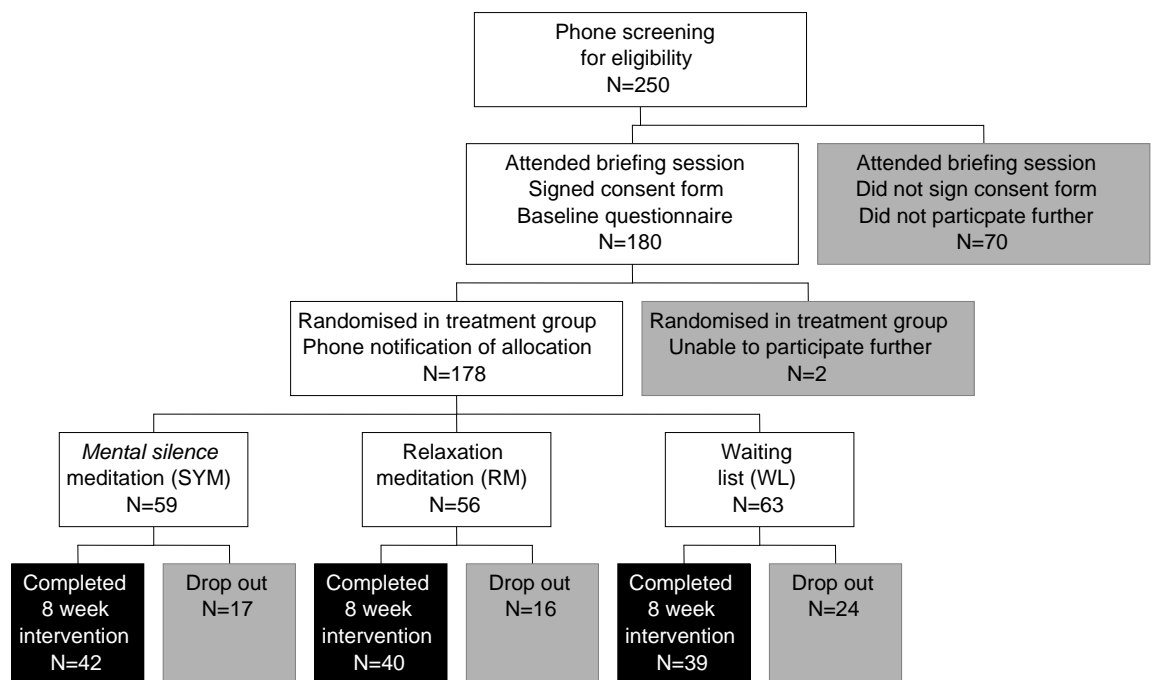 Phone screening
for eligibility
N=250
Attended briefing session
Signed consent form
Baseline questionnaire
N=180
Attended briefing session
Did not sign consent form
Did not particpate further
N=70
Randomised in treatment group
Phone notification of allocation
N=178
Randomised in treatment group
Unable to participate further
N=2
Mental silence
meditation (SYM)
N=59
Relaxation
meditation (RM)
N=56
Waiting
list (WL)
N=63
Completed
8 week
intervention
N=42
Drop out
N=17
Completed
8 week
intervention
N=40
Drop out
N=16
Completed
8 week
intervention
N=39
Drop out
N=24